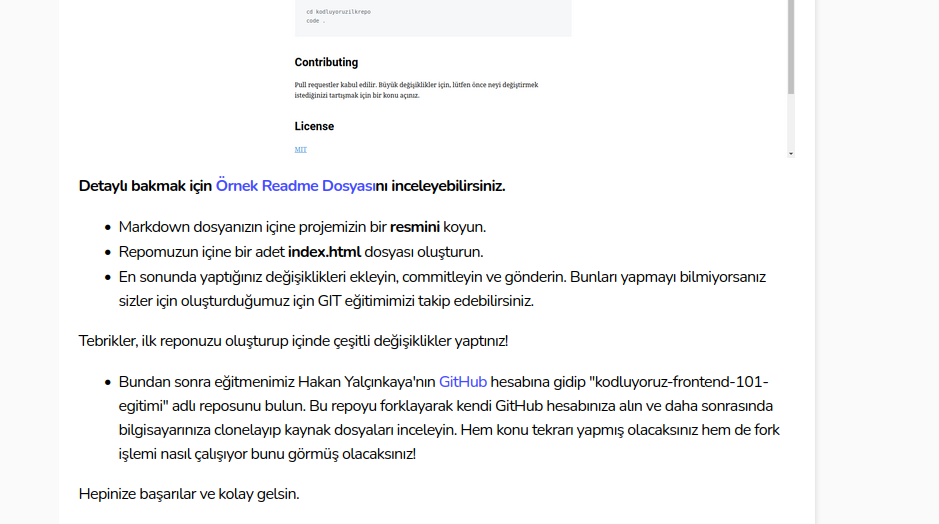 cd kodluyoruzilkrepo
code .
Contributing
Pull requestler kabul edilir. Büyük değişiklikler için, lütfen önce neyi değiştirmek
istediğinizi tartışmak için bir konu açınız.
License
MIT
Detaylı bakmak için Örnek Readme Dosyasını inceleyebilirsiniz.
• Markdown dosyanızın içine projemizin bir resmini koyun.
• Repomuzun içine bir adet index.html dosyası oluşturun.
• En sonunda yaptığınız değişiklikleri ekleyin, commitleyin ve gönderin. Bunları yapmayı bilmiyorsanız
sizler için oluşturduğumuz için GIT eğitimimizi takip edebilirsiniz.
Tebrikler, ilk reponuzu oluşturup içinde çeşitli değişiklikler yaptınız!
• Bundan sonra eğitmenimiz Hakan Yalçınkaya'nın GitHub hesabına gidip "kodluyoruz-frontend-101-
egitimi" adlı reposunu bulun. Bu repoyu forklayarak kendi GitHub hesabınıza alın ve daha sonrasında
bilgisayarınıza clonelayıp kaynak dosyaları inceleyin. Hem konu tekrarı yapmış olacaksınız hem de fork
işlemi nasıl çalışıyor bunu görmüş olacaksınız!
Hepinize başarılar ve kolay gelsin.